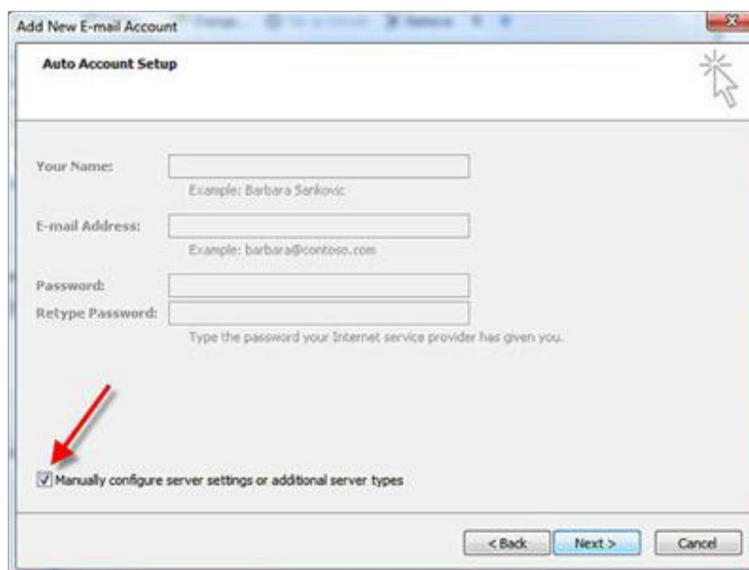 Add New E-mail Account
Auto Account Setup
Your Name:
Example: Barbara Sankovic
E-mail Address:
Example: barbara@contoso.com
Password:
Retype Password:
Type the password your Internet service provider has given you.
Manually configure server settings or additional server types
< Back Next > Cancel